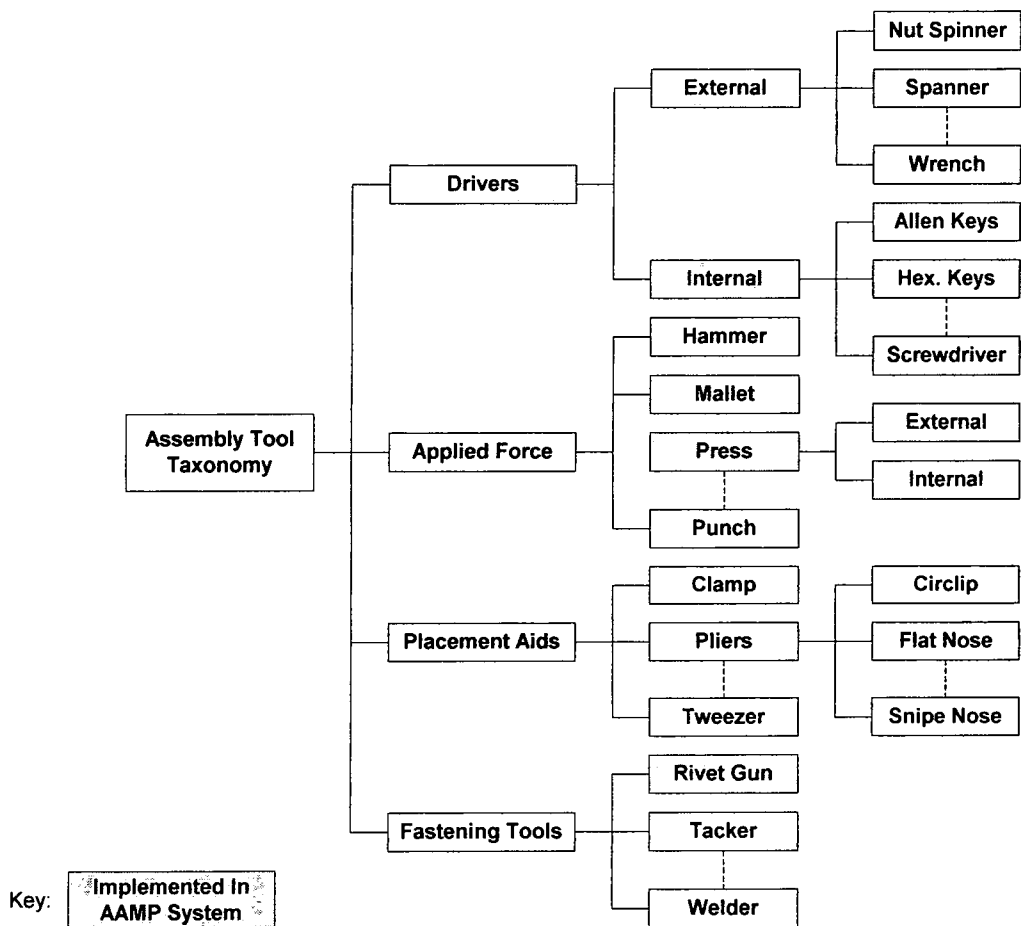 Assembly Tool
Taxonomy
Drivers
External
Nut Spinner
Spanner
Wrench
Internal
Allen Keys
Hex. Keys
Screwdriver
Applied Force
Hammer
Mallet
Press
External
Internal
Punch
Placement Aids
Clamp
Pliers
Circlip
Flat Nose
Snipe Nose
Tweezer
Fastening Tools
Rivet Gun
Tacker
Welder
Key:
Implemented In
AAMP System